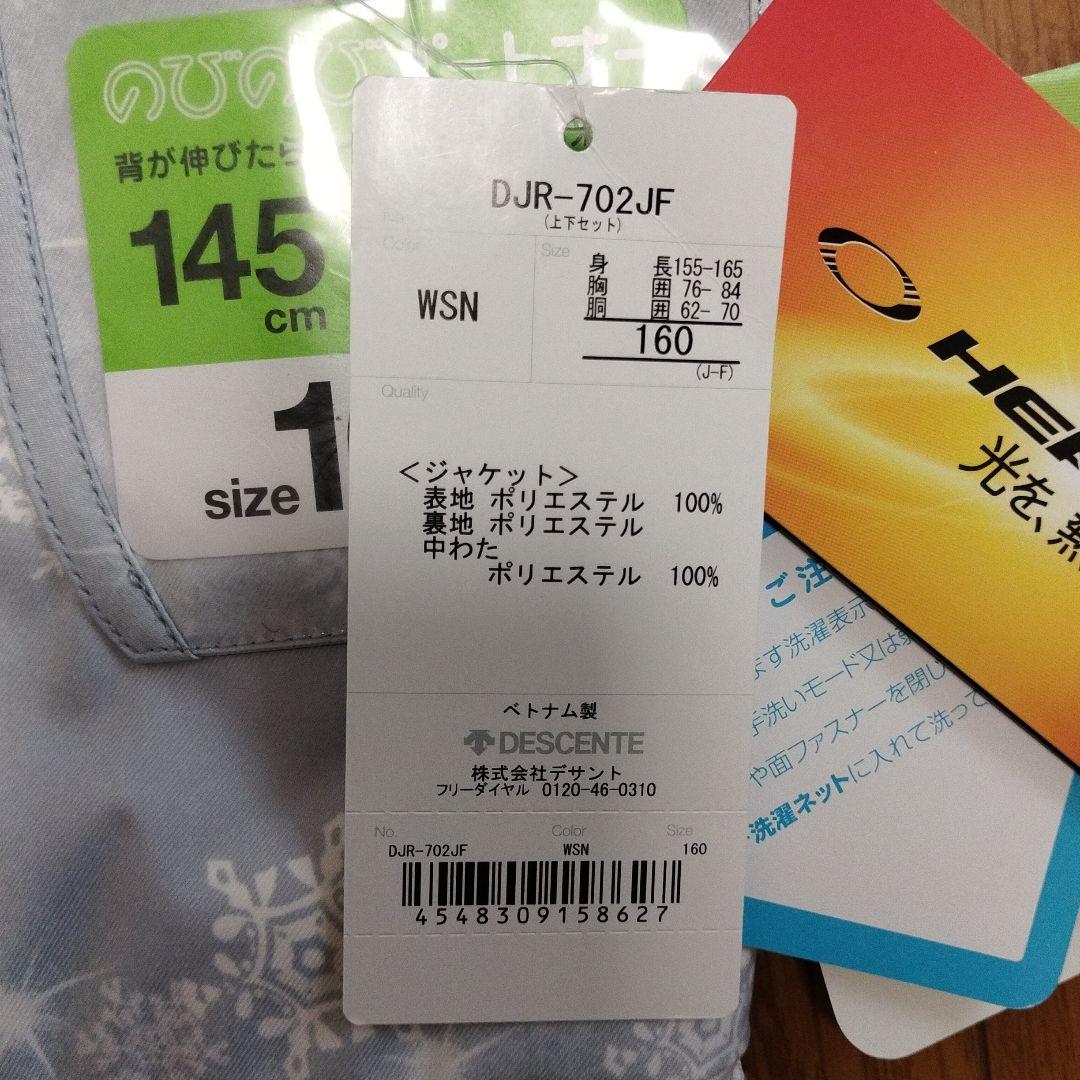 のびのび
背が伸びたら
145
cm
size 1
DJR-702JF
(上下セット)
Color
WSN
Size
身 長155-165
胸 囲 76- 84
胴 囲 62- 70
160
(J-F)
Quality
<ジャケット>
表地 ポリエステル 100%
裏地 ポリエステル
中わた
ポリエステル 100%
ベトナム製
DESCENTE
株式会社デサント
フリーダイヤル 0120-46-0310
No. Color Size
DJR-702JF WSN 160
4548309158627
光を、
ご注
ます洗濯表示
手洗いモード又は
や面ファスナーを閉じ
洗濯ネットに入れて洗って